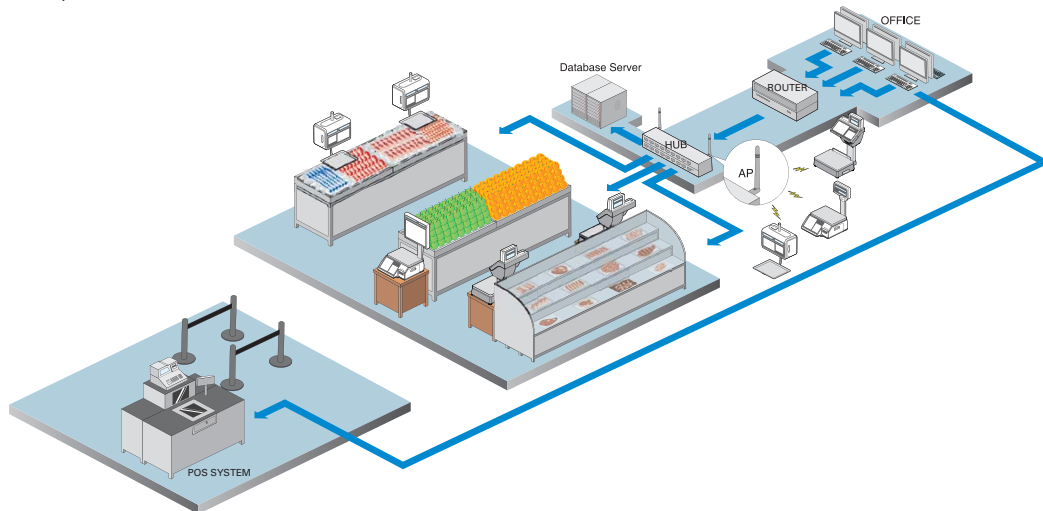 OFFICE
Database Server
ROUTER
HUB
AP
POS SYSTEM